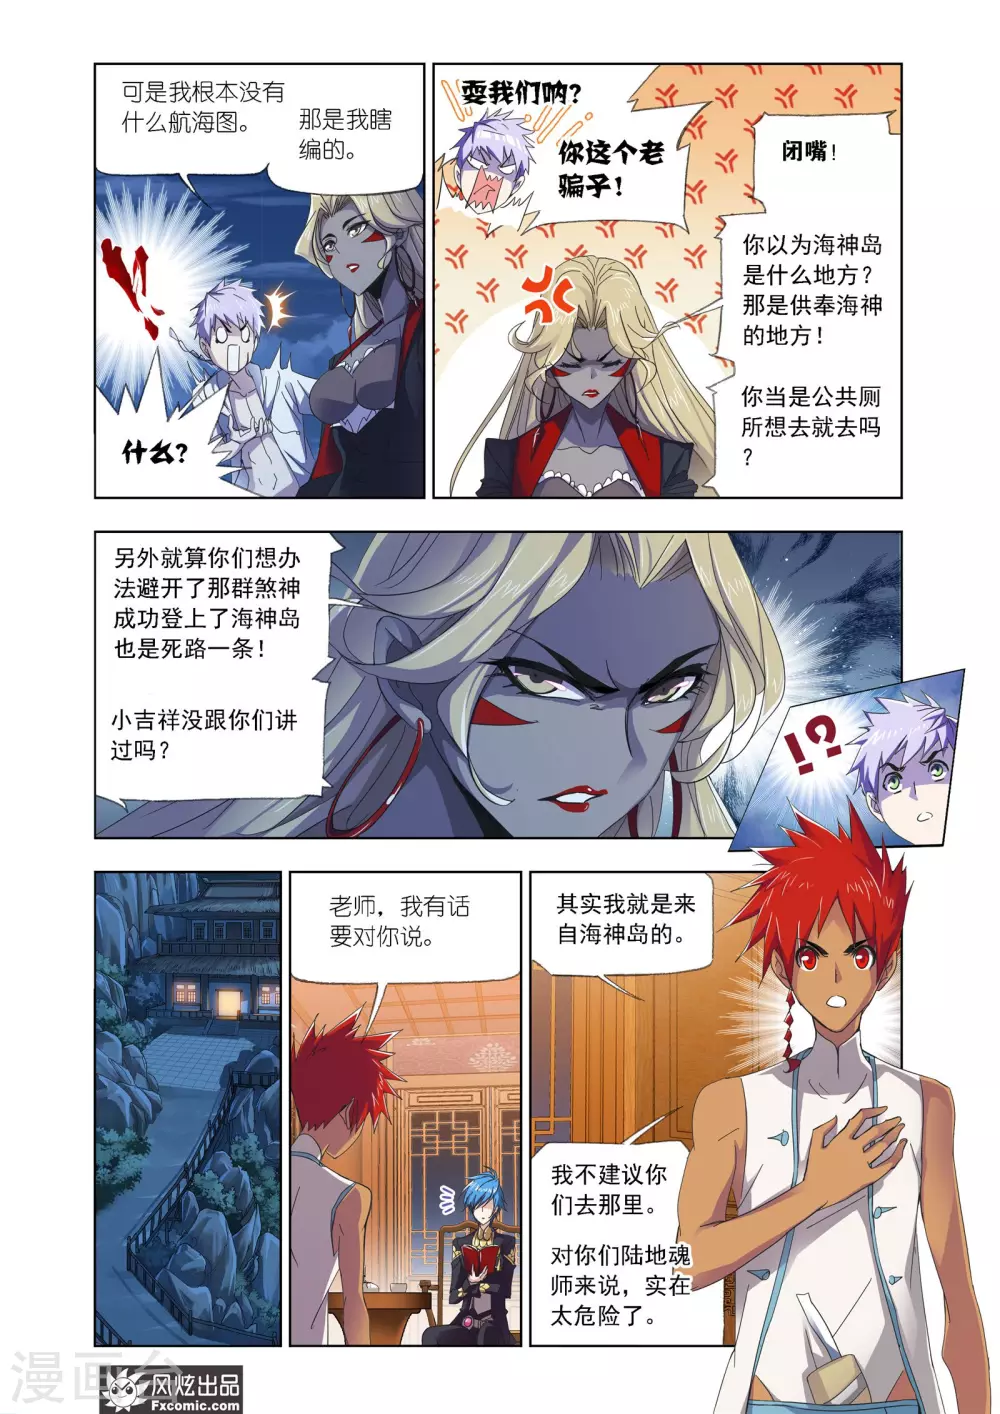 可是我根本没有
什么航海图。
那是我瞎
编的。
什么？
耍我们呐？
你这个老
骗子！
闭嘴！
你以为海神岛
是什么地方？
那是供奉海神
的地方！
你当是公共厕
所想去就去吗
？
另外就算你们想办
法避开了那群煞神
成功登上了海神岛
也是死路一条！
小吉祥没跟你们讲
过吗？
!?
老师，我有话
要对你说。
其实我就是来
自海神岛的。
我不建议你
们去那里。
对你们陆地魂
师来说，实在
太危险了。
漫画台
风炫出品
Fxcomic.com